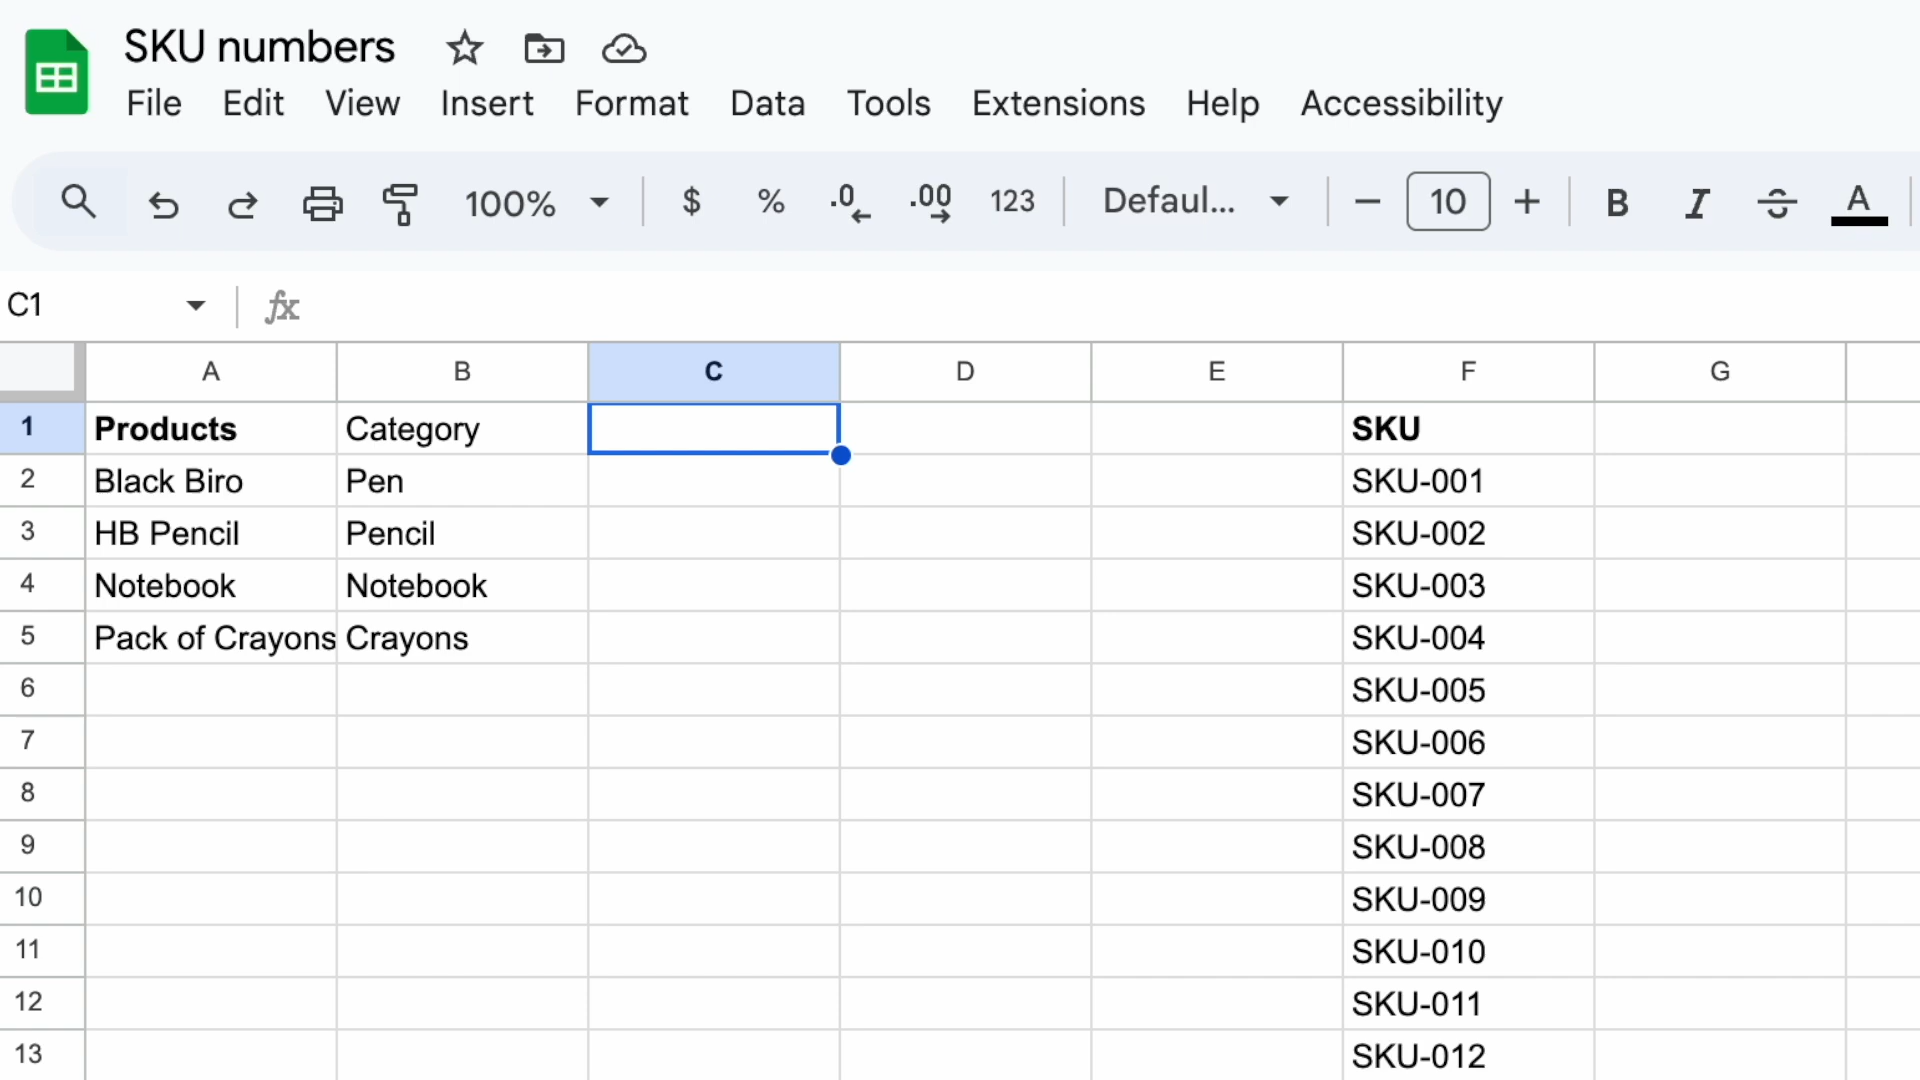 SKU numbers
File Edit View Insert Format Data Tools Extensions Help Accessibility
100% $ % .0 .00 123 Defaul... − 10 + B I S A
C1 fx
A B C D E F G
1 Products Category SKU
2 Black Biro Pen SKU-001
3 HB Pencil Pencil SKU-002
4 Notebook Notebook SKU-003
5 Pack of Crayons Crayons SKU-004
6 SKU-005
7 SKU-006
8 SKU-007
9 SKU-008
10 SKU-009
11 SKU-010
12 SKU-011
13 SKU-012